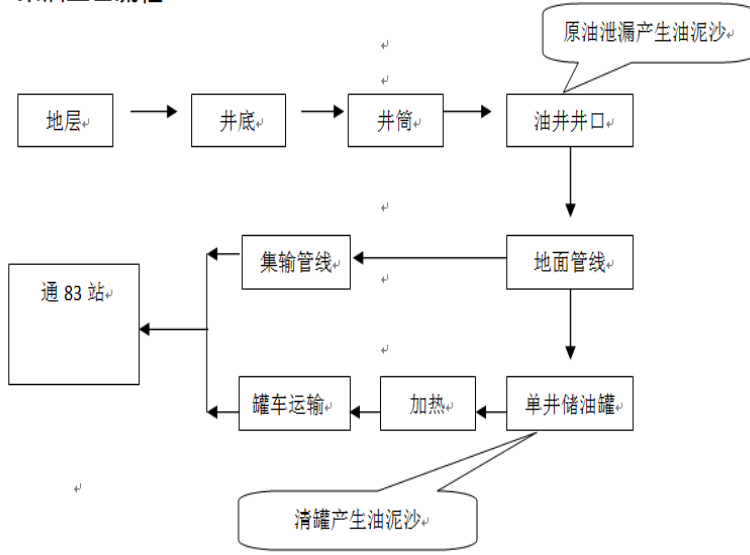 原油泄漏产生油泥沙
地层
井底
井筒
油井井口
集输管线
地面管线
通 83 站
罐车运输
加热
单井储油罐
清罐产生油泥沙